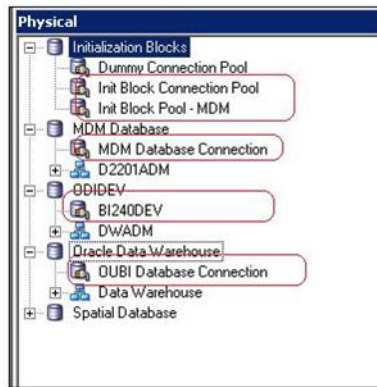 Physical
Initialization Blocks
Dummy Connection Pool
Init Block Connection Pool
Init Block Pool - MDM
MDM Database
MDM Database Connection
D2201ADM
ODIDEV
BI240DEV
DWADM
Oracle Data Warehouse
OUBI Database Connection
Data Warehouse
Spatial Database